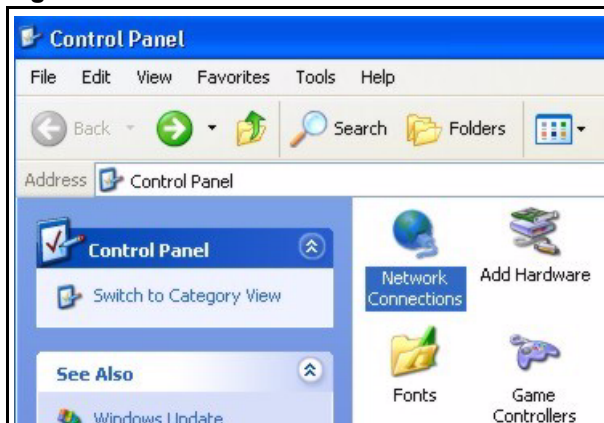 Control Panel
File Edit View Favorites Tools Help
Back Search Folders
Address Control Panel
Control Panel
Switch to Category View
See Also
Windows Update
Network Connections
Add Hardware
Fonts
Game Controllers